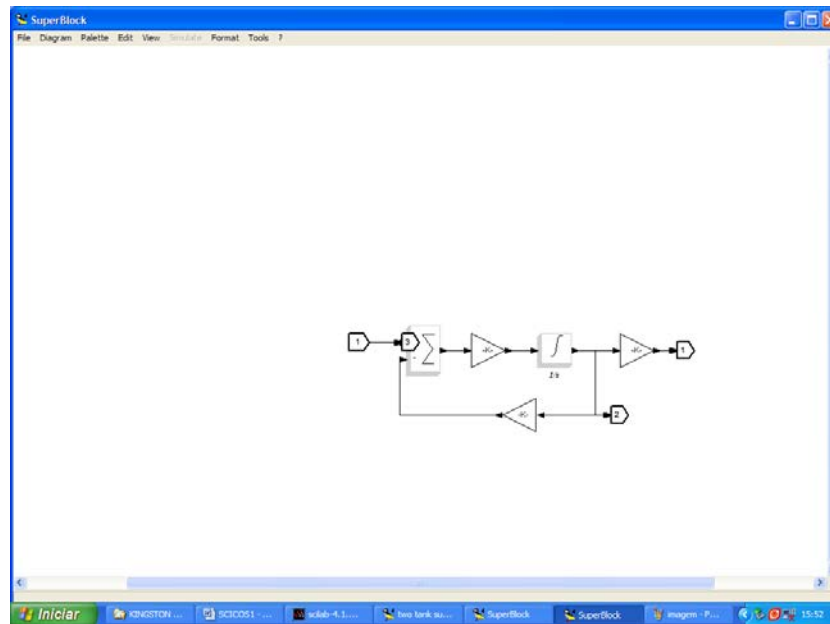 SuperBlock
File Diagram Palette Edit View Simulate Format Tools ?
1
3
Σ
-
-K-
∫
1/s
-K-
1
-K-
2
Iniciar
KINGSTON ...
SCICOS1 - ...
scilab-4.1....
two tank su...
SuperBlock
SuperBlock
imagem - P...
15:52